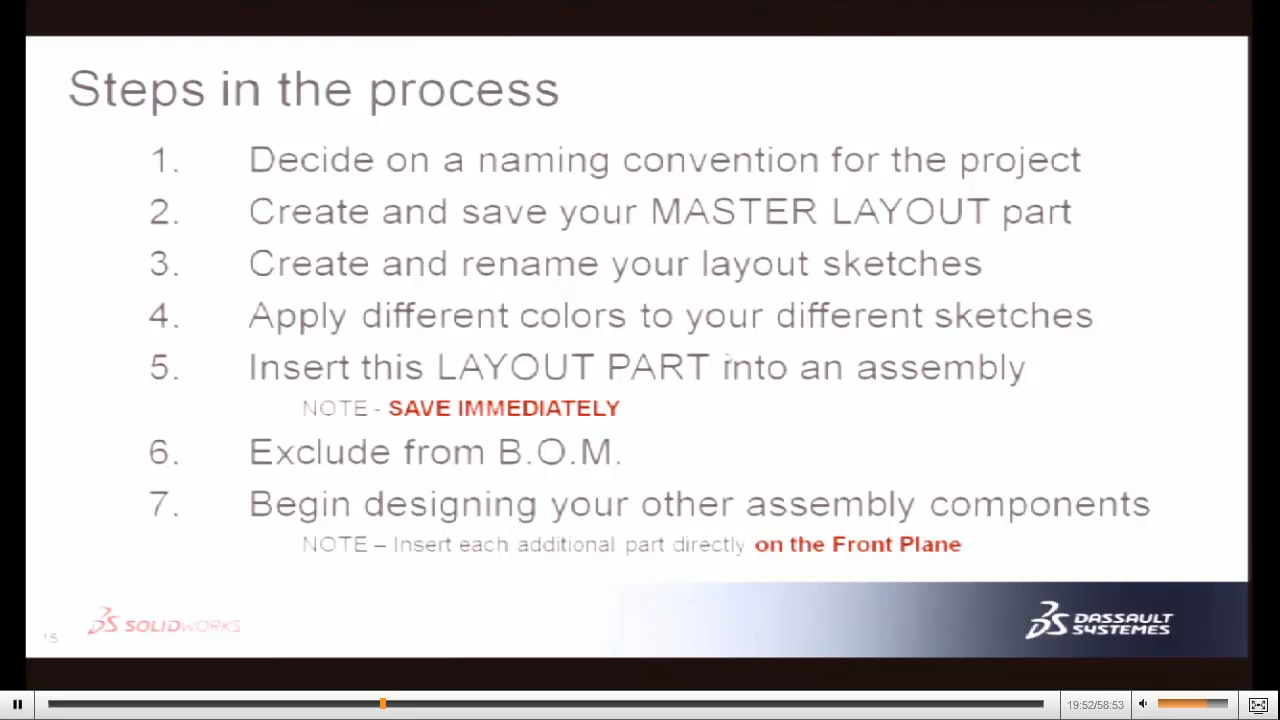 Steps in the process
1. Decide on a naming convention for the project
2. Create and save your MASTER LAYOUT part
3. Create and rename your layout sketches
4. Apply different colors to your different sketches
5. Insert this LAYOUT PART into an assembly
NOTE - SAVE IMMEDIATELY
6. Exclude from B.O.M.
7. Begin designing your other assembly components
NOTE – Insert each additional part directly on the Front Plane
SOLIDWORKS
DASSAULT SYSTEMES
15
19:52/58:53